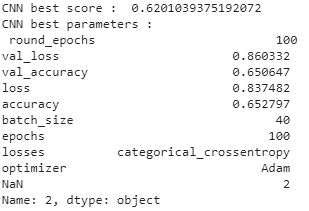 CNN best score :  0.6201039375192072
CNN best parameters :
round_epochs 100
val_loss 0.860332
val_accuracy 0.650647
loss 0.837482
accuracy 0.652797
batch_size 40
epochs 100
losses categorical_crossentropy
optimizer Adam
NaN 2
Name: 2, dtype: object